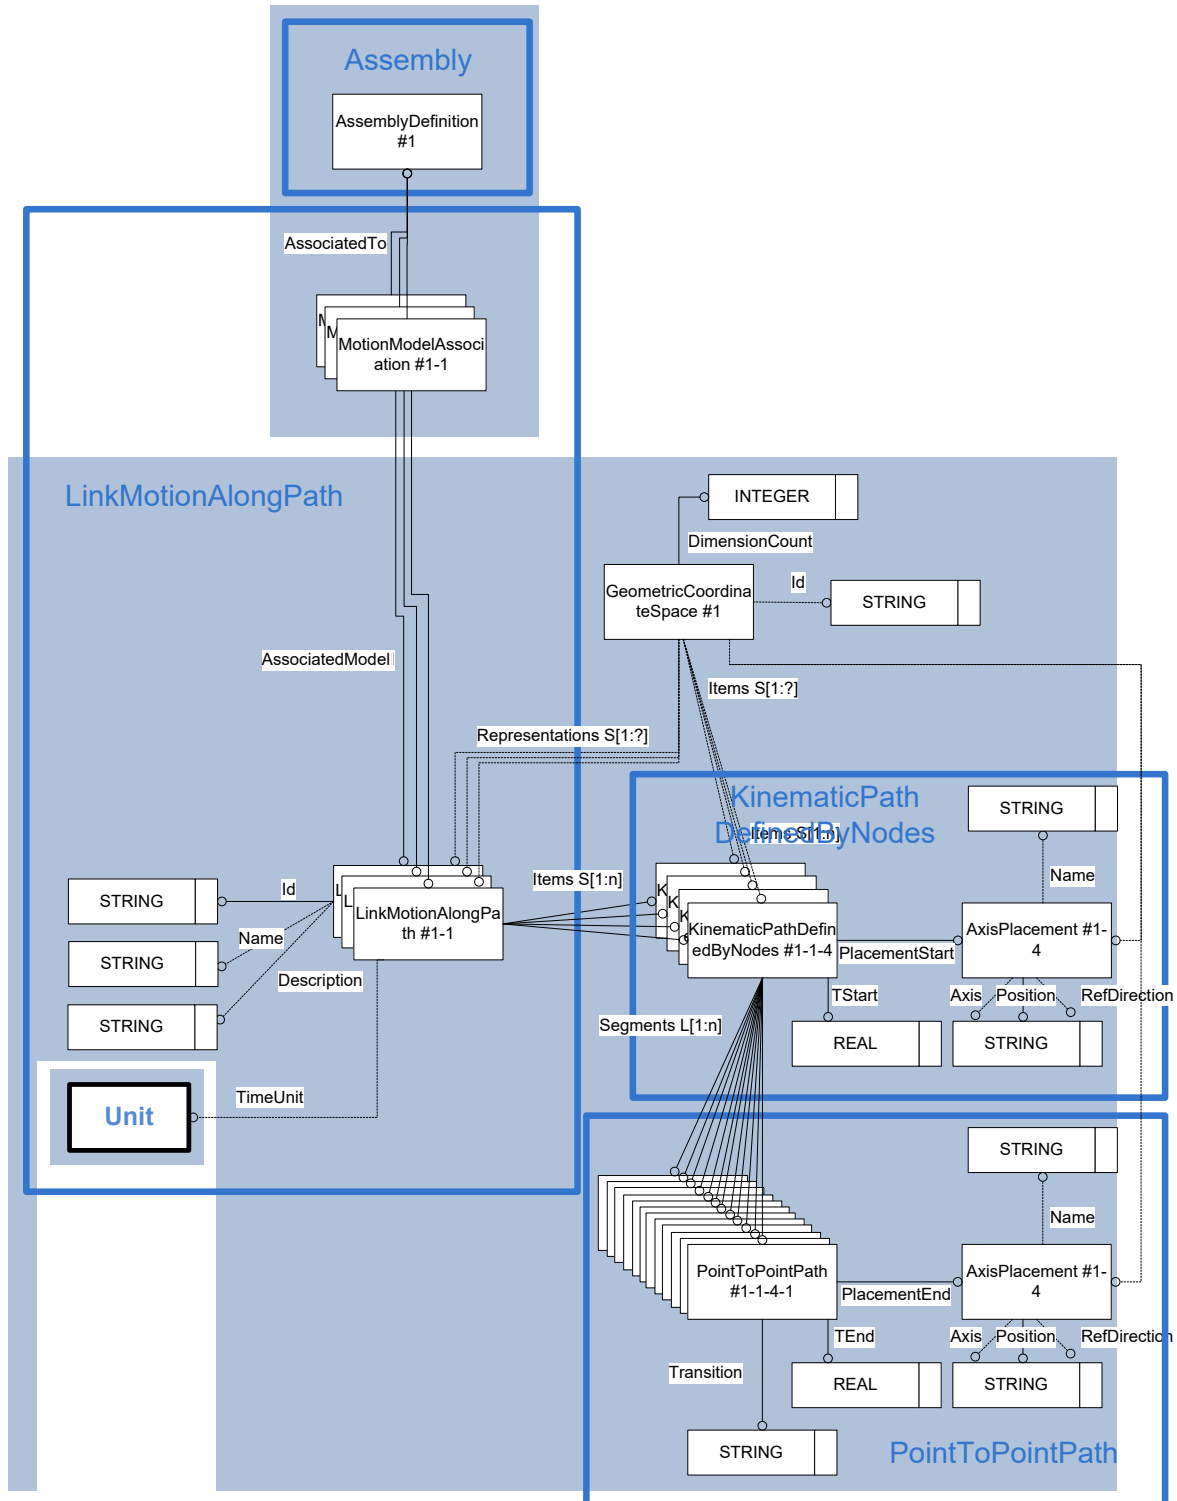 Assembly
AssemblyDefinition
#1
AssociatedTo
M
M
MotionModelAssoci
ation #1-1
LinkMotionAlongPath
INTEGER
DimensionCount
GeometricCoordina
teSpace #1
Id
STRING
AssociatedModel
Items S[1:?]
Representations S[1:?]
KinematicPath
DefinedByNodes
Items S[1:n]
STRING
Name
L
L
LinkMotionAlongPa
th #1-1
Items S[1:n]
K
K
K
KinematicPathDefin
edByNodes #1-1-4
PlacementStart
AxisPlacement #1-
4
STRING
Id
STRING
Name
STRING
Description
TStart
Axis
Position
RefDirection
Segments L[1:n]
REAL
STRING
Unit
TimeUnit
STRING
Name
PointToPointPath
#1-1-4-1
PlacementEnd
AxisPlacement #1-
4
TEnd
Axis
Position
RefDirection
Transition
REAL
STRING
STRING
PointToPointPath